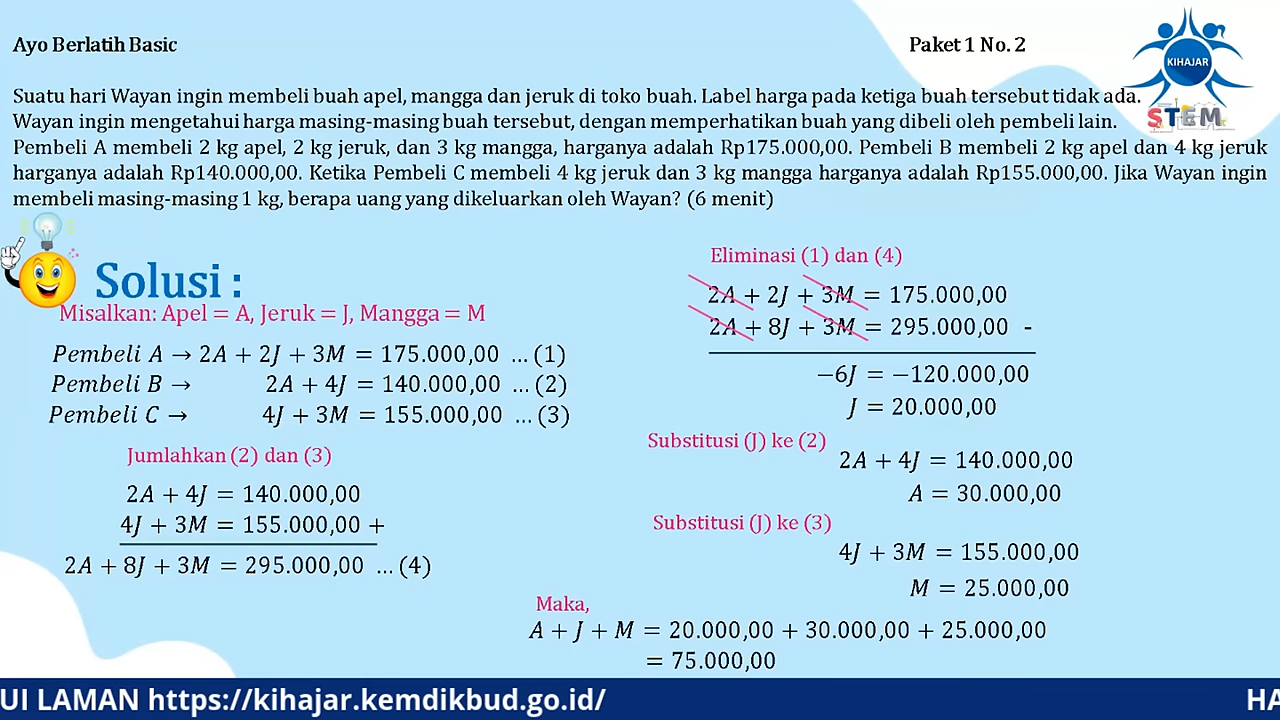 Ayo Berlatih Basic
Paket 1 No. 2
KIHAJAR
STEM
Suatu hari Wayan ingin membeli buah apel, mangga dan jeruk di toko buah. Label harga pada ketiga buah tersebut tidak ada.
Wayan ingin mengetahui harga masing-masing buah tersebut, dengan memperhatikan buah yang dibeli oleh pembeli lain.
Pembeli A membeli 2 kg apel, 2 kg jeruk, dan 3 kg mangga, harganya adalah Rp175.000,00. Pembeli B membeli 2 kg apel dan 4 kg jeruk
harganya adalah Rp140.000,00. Ketika Pembeli C membeli 4 kg jeruk dan 3 kg mangga harganya adalah Rp155.000,00. Jika Wayan ingin
membeli masing-masing 1 kg, berapa uang yang dikeluarkan oleh Wayan? (6 menit)
Solusi :
Misalkan: Apel = A, Jeruk = J, Mangga = M
Pembeli A → 2A + 2J + 3M = 175.000,00 ... (1)
Pembeli B → 2A + 4J = 140.000,00 ... (2)
Pembeli C → 4J + 3M = 155.000,00 ... (3)
Jumlahkan (2) dan (3)
2A + 4J = 140.000,00
4J + 3M = 155.000,00 +
2A + 8J + 3M = 295.000,00 ... (4)
Eliminasi (1) dan (4)
2A + 2J + 3M = 175.000,00
2A + 8J + 3M = 295.000,00 -
−6J = −120.000,00
J = 20.000,00
Substitusi (J) ke (2)
2A + 4J = 140.000,00
A = 30.000,00
Substitusi (J) ke (3)
4J + 3M = 155.000,00
M = 25.000,00
Maka,
A + J + M = 20.000,00 + 30.000,00 + 25.000,00
= 75.000,00
UI LAMAN https://kihajar.kemdikbud.go.id/
HA